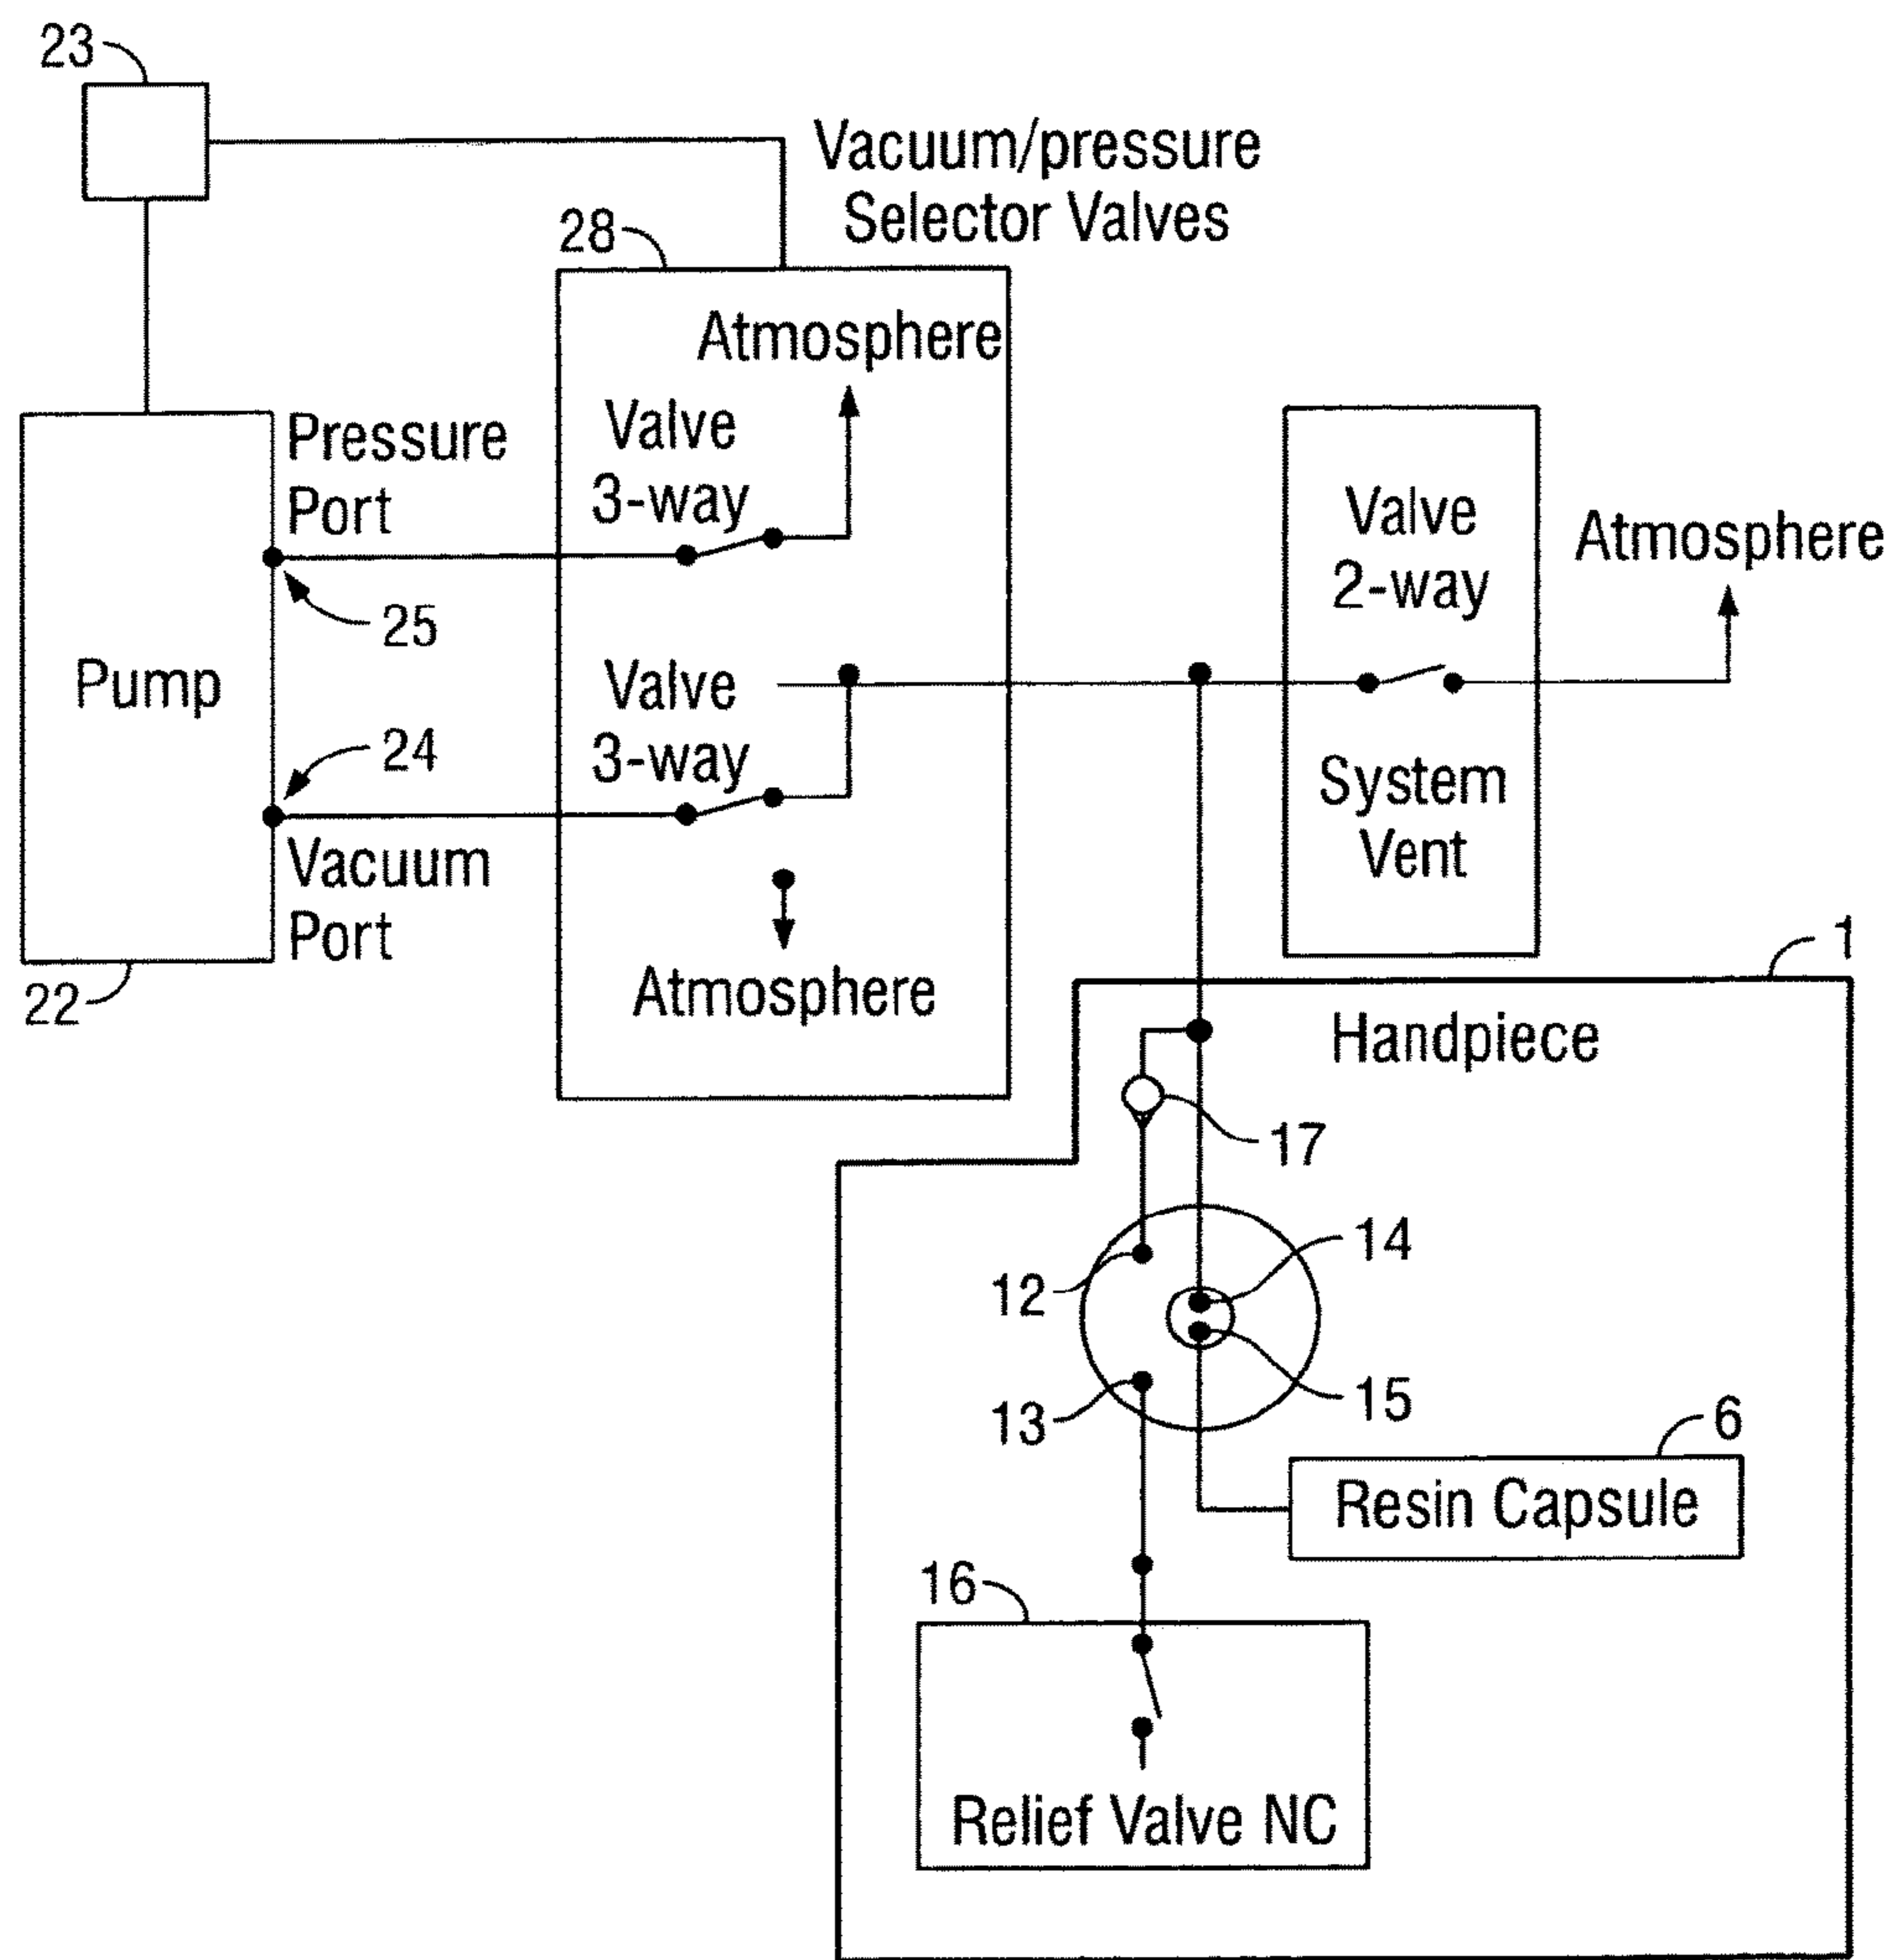 23
Vacuum/pressure
Selector Valves
28
Atmosphere
Valve
3-way
Pressure
Port
25
Pump
24
Vacuum
Port
22
Valve
3-way
Atmosphere
Valve
2-way
System
Vent
Atmosphere
1
Handpiece
17
14
12
15
13
6
Resin Capsule
16
Relief Valve NC